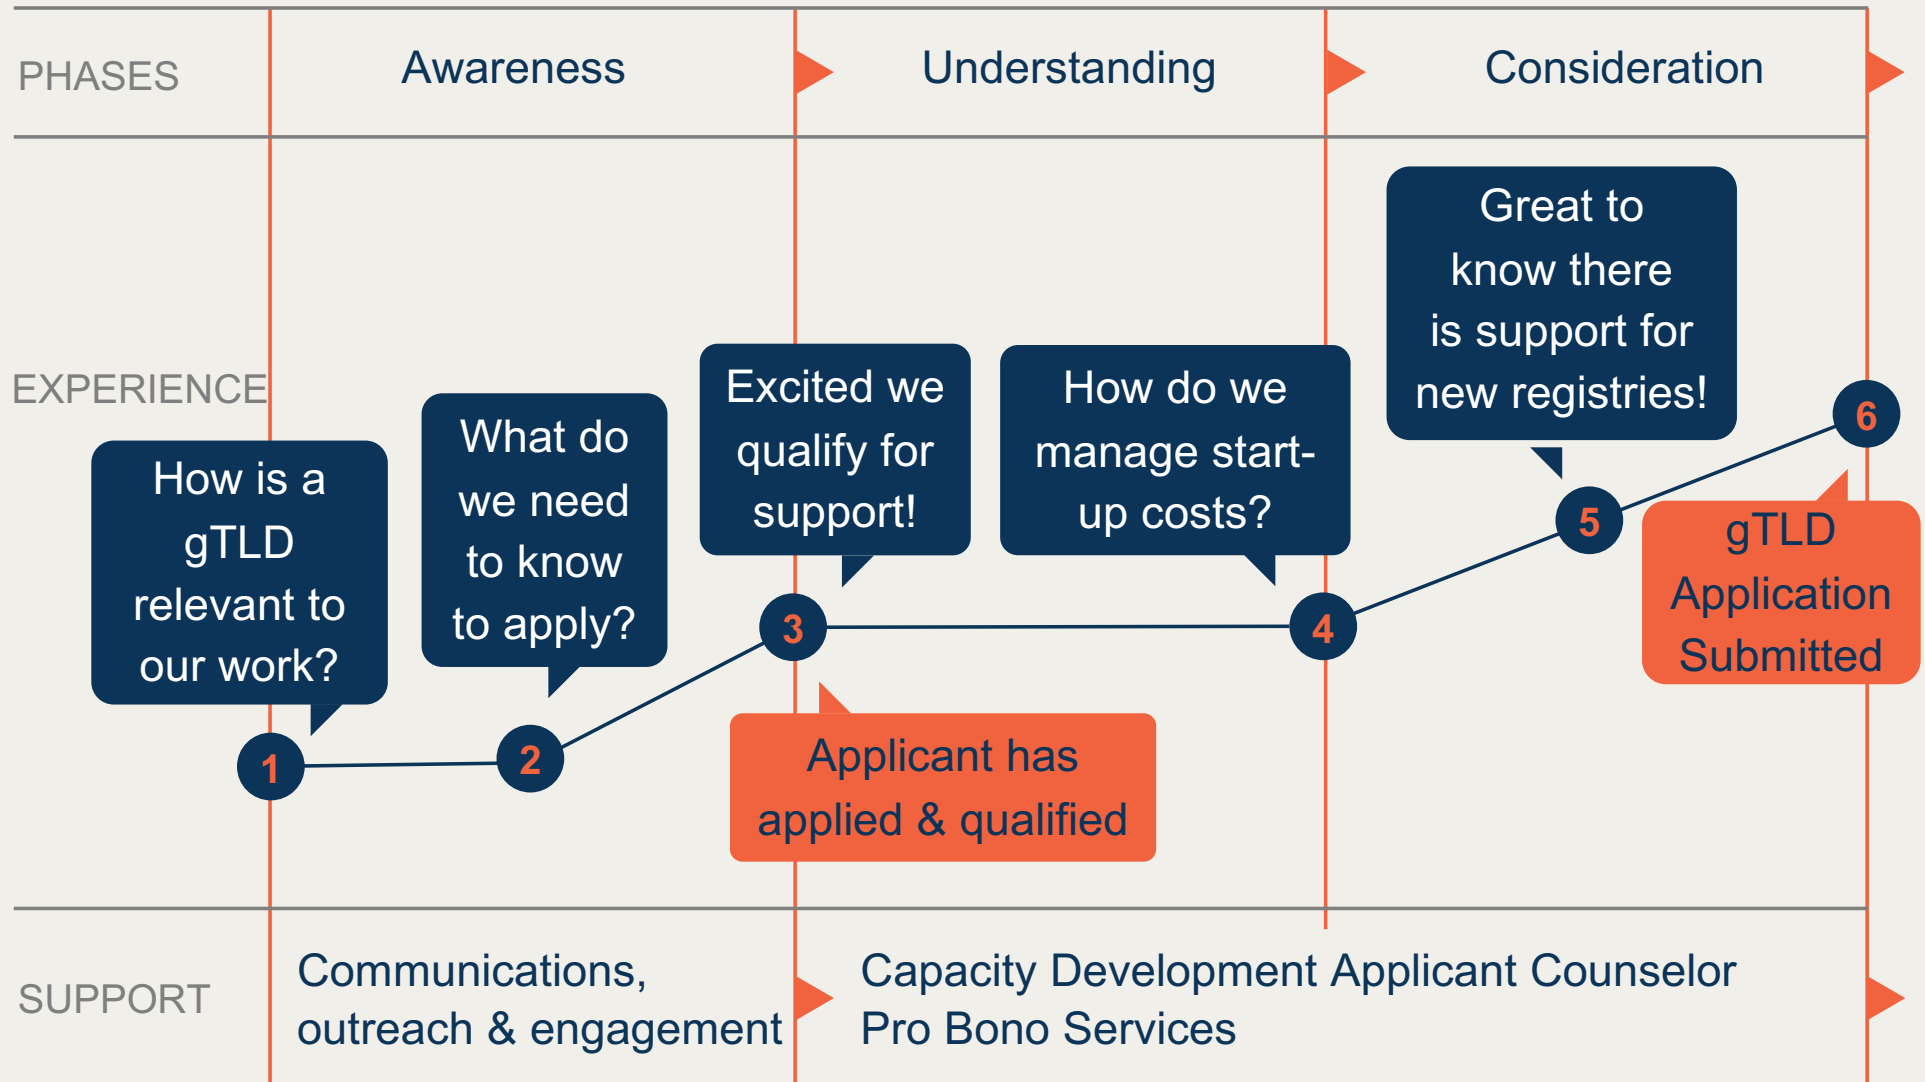 PHASES
Awareness
Understanding
Consideration
EXPERIENCE
How is a
gTLD
relevant to
our work?
What do
we need
to know
to apply?
Excited we
qualify for
support!
How do we
manage start-
up costs?
Great to
know there
is support for
new registries!
1
2
3
4
5
6
Applicant has
applied & qualified
gTLD
Application
Submitted
SUPPORT
Communications,
outreach & engagement
Capacity Development Applicant Counselor
Pro Bono Services